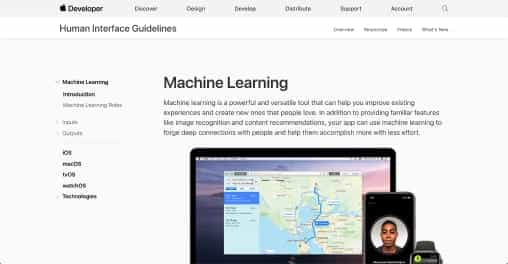 Developer
Discover
Design
Develop
Distribute
Support
Account
Human Interface Guidelines
Overview
Resources
Videos
What's New
Machine Learning
Introduction
Machine Learning Roles
Inputs
Outputs
iOS
macOS
tvOS
watchOS
Technologies
Machine Learning
Machine learning is a powerful and versatile tool that can help you improve existing
experiences and create new ones that people love. In addition to providing familiar features
like image recognition and content recommendations, your app can use machine learning to
forge deep connections with people and help them accomplish more with less effort.